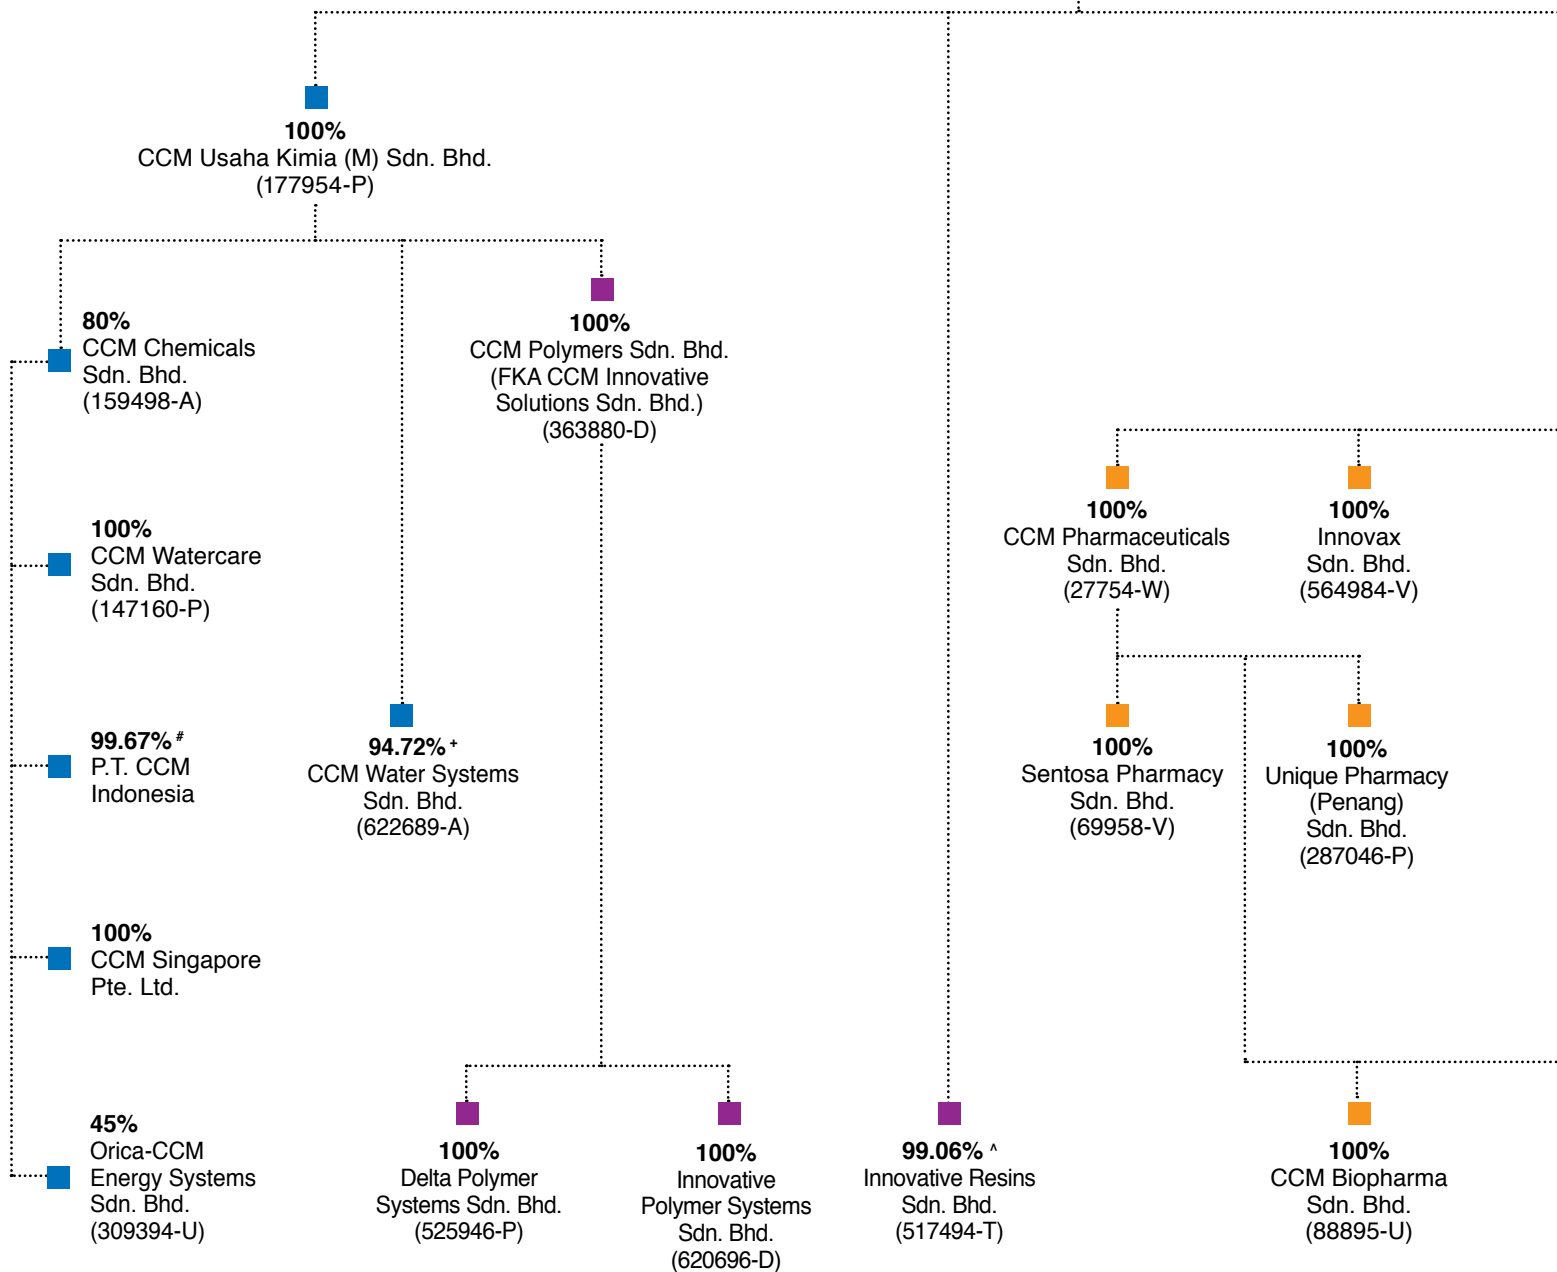 100%
CCM Usaha Kimia (M) Sdn. Bhd.
(177954-P)
80%
CCM Chemicals
Sdn. Bhd.
(159498-A)
100%
CCM Polymers Sdn. Bhd.
(FKA CCM Innovative
Solutions Sdn. Bhd.)
(363880-D)
100%
CCM Watercare
Sdn. Bhd.
(147160-P)
100%
CCM Pharmaceuticals
Sdn. Bhd.
(27754-W)
100%
Innovax
Sdn. Bhd.
(564984-V)
99.67% #
P.T. CCM
Indonesia
94.72% +
CCM Water Systems
Sdn. Bhd.
(622689-A)
100%
Sentosa Pharmacy
Sdn. Bhd.
(69958-V)
100%
Unique Pharmacy
(Penang)
Sdn. Bhd.
(287046-P)
100%
CCM Singapore
Pte. Ltd.
45%
Orica-CCM
Energy Systems
Sdn. Bhd.
(309394-U)
100%
Delta Polymer
Systems Sdn. Bhd.
(525946-P)
100%
Innovative
Polymer Systems
Sdn. Bhd.
(620696-D)
99.06% ^
Innovative Resins
Sdn. Bhd.
(517494-T)
100%
CCM Biopharma
Sdn. Bhd.
(88895-U)